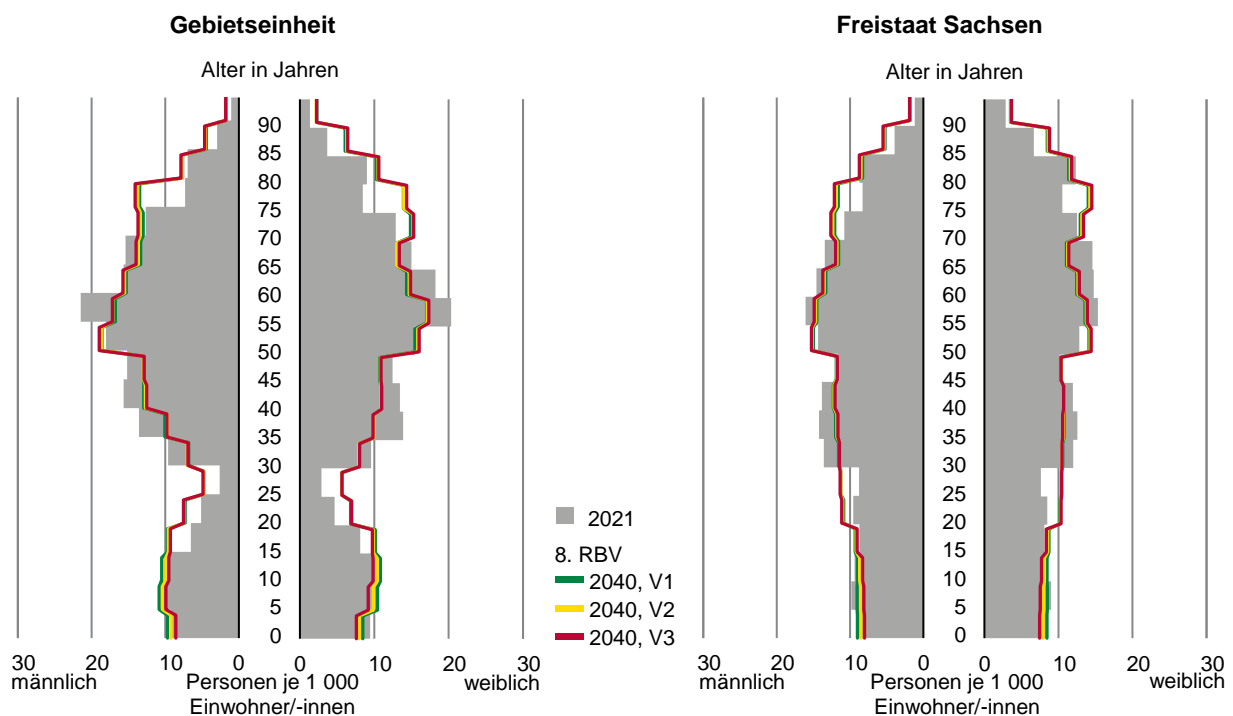 Gebietseinheit
Alter in Jahren
90
85
80
75
70
65
60
55
50
45
40
35
30
25
20
15
10
5
0
30 20 10 0 0 10 20 30
männlich Personen je 1 000 weiblich
Einwohner/-innen
2021
8. RBV
2040, V1
2040, V2
2040, V3
Freistaat Sachsen
Alter in Jahren
90
85
80
75
70
65
60
55
50
45
40
35
30
25
20
15
10
5
0
30 20 10 0 0 10 20 30
männlich Personen je 1 000 weiblich
Einwohner/-innen